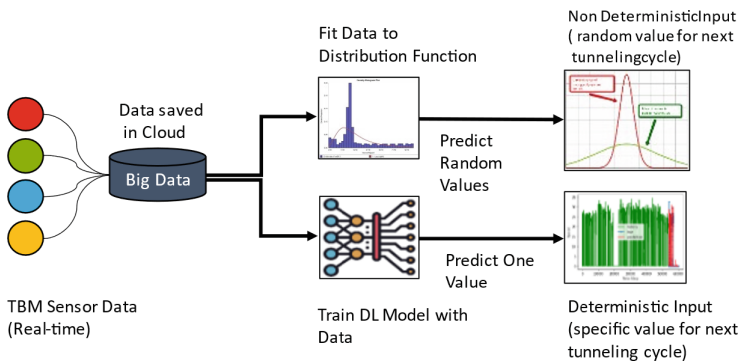 Fit Data to
Distribution Function
Non DeterministicInput
( random value for next
tunnelingcycle)
Data saved
in Cloud
Big Data
Predict
Random
Values
Predict One
Value
TBM Sensor Data
(Real-time)
Train DL Model with
Data
Deterministic Input
(specific value for next
tunneling cycle)